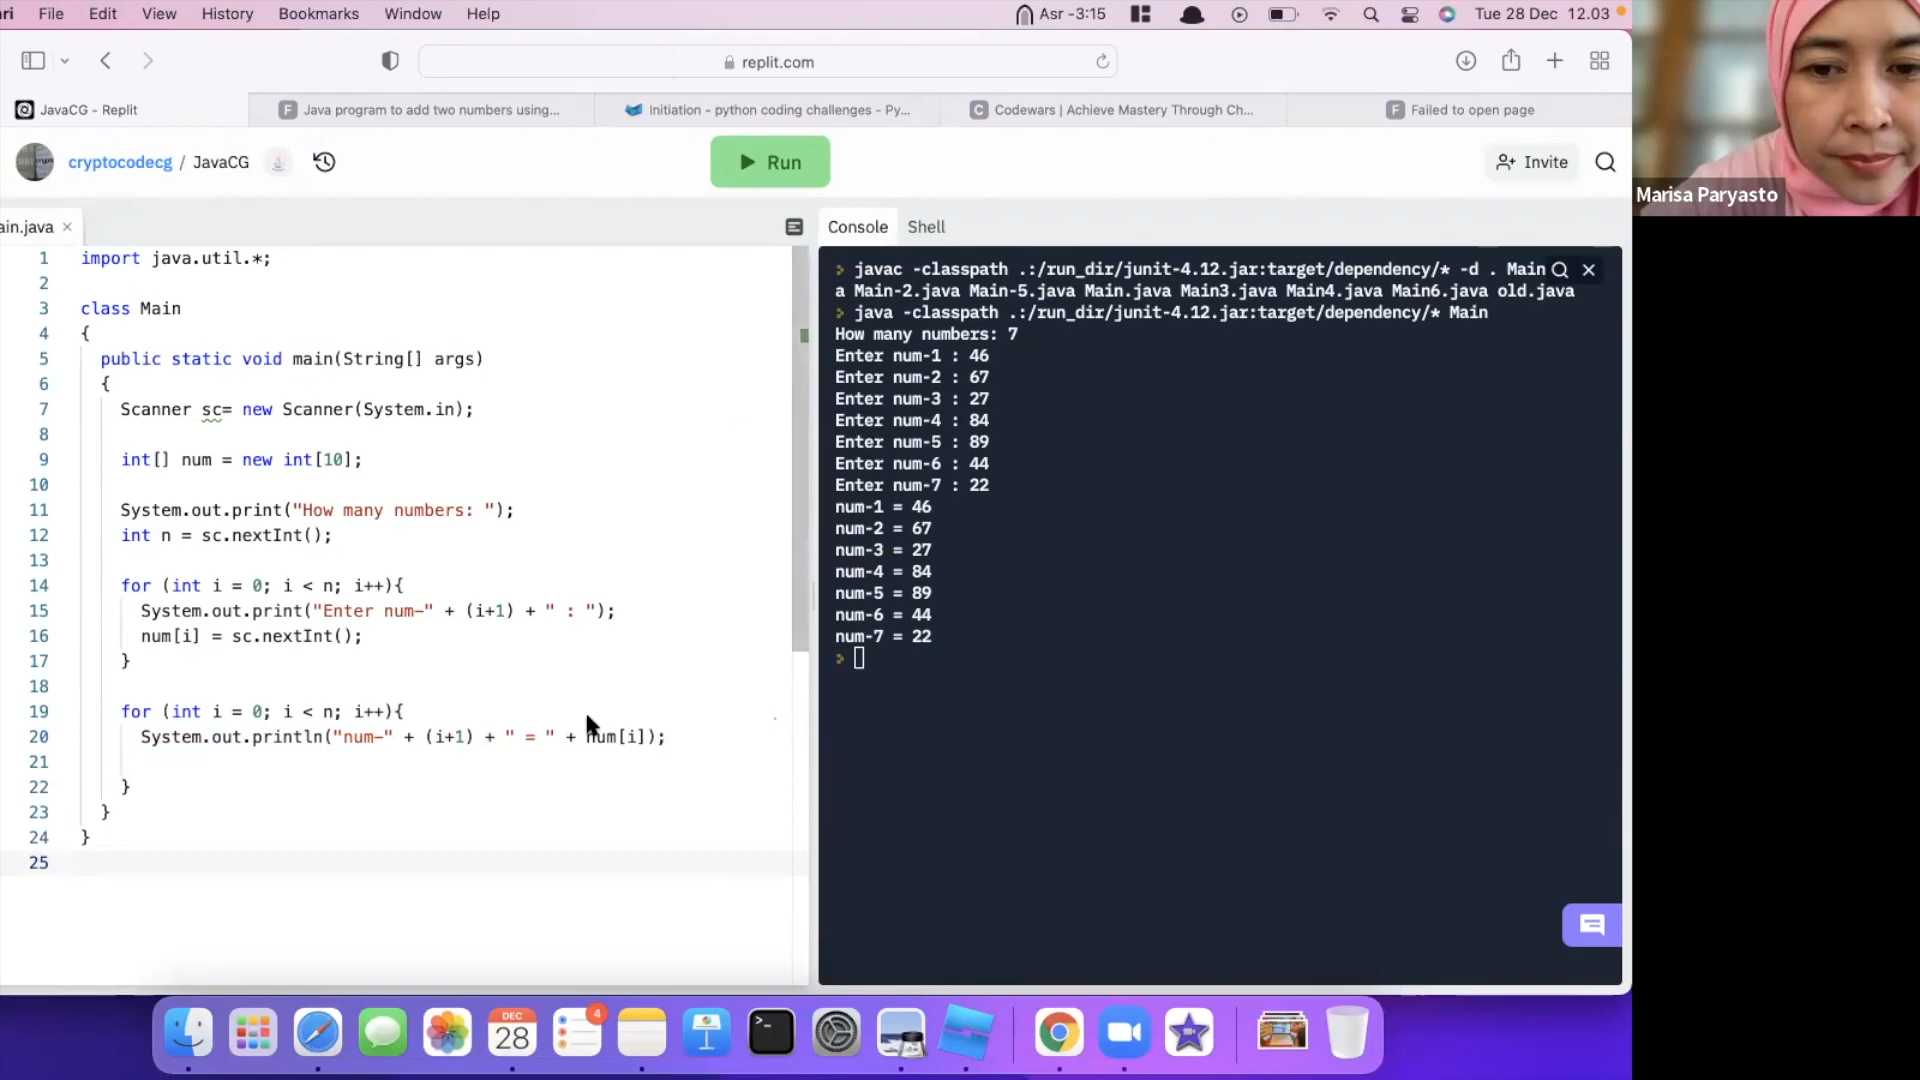 ri File Edit View History Bookmarks Window Help Asr -3:15 Tue 28 Dec 12.03
replit.com
JavaCG - Replit
F Java program to add two numbers using...
Initiation - python coding challenges - Py...
C Codewars | Achieve Mastery Through Ch...
F Failed to open page
cryptocodecg / JavaCG
Run
Invite
Marisa Paryasto
ain.java ×
Console Shell
1 import java.util.*;
2
3 class Main
4 {
5 public static void main(String[] args)
6 {
7 Scanner sc= new Scanner(System.in);
8
9 int[] num = new int[10];
10
11 System.out.print("How many numbers: ");
12 int n = sc.nextInt();
13
14 for (int i = 0; i < n; i++){
15 System.out.print("Enter num-" + (i+1) + " : ");
16 num[i] = sc.nextInt();
17 }
18
19 for (int i = 0; i < n; i++){
20 System.out.println("num-" + (i+1) + " = " + num[i]);
21
22 }
23 }
24 }
25
> javac -classpath .:/run_dir/junit-4.12.jar:target/dependency/* -d . Main
a Main-2.java Main-5.java Main.java Main3.java Main4.java Main6.java old.java
> java -classpath .:/run_dir/junit-4.12.jar:target/dependency/* Main
How many numbers: 7
Enter num-1 : 46
Enter num-2 : 67
Enter num-3 : 27
Enter num-4 : 84
Enter num-5 : 89
Enter num-6 : 44
Enter num-7 : 22
num-1 = 46
num-2 = 67
num-3 = 27
num-4 = 84
num-5 = 89
num-6 = 44
num-7 = 22
>
DEC
28
4
>_